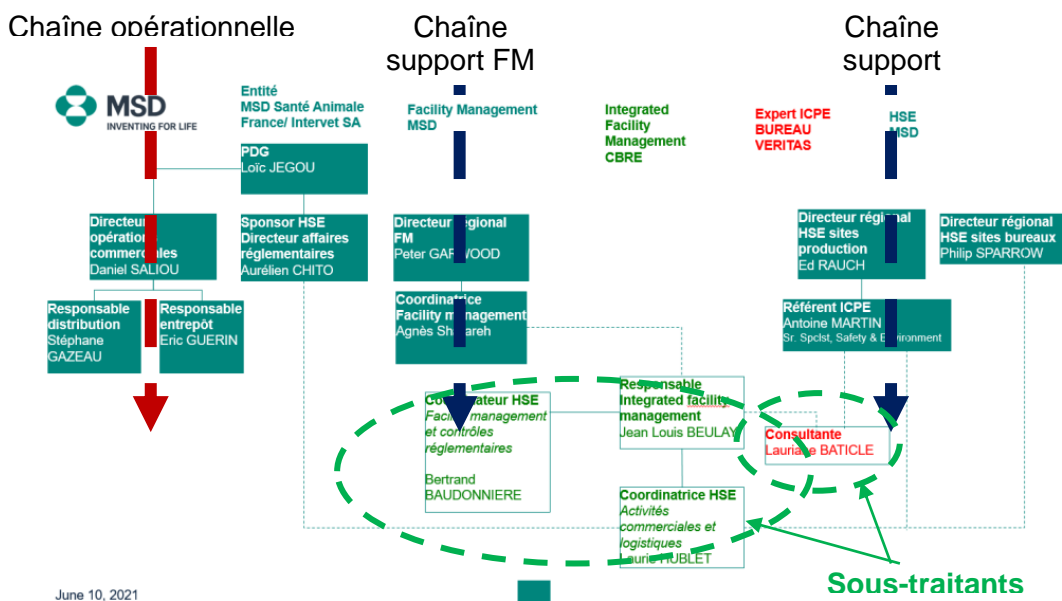 Chaîne opérationnelle
Chaîne
support FM
Chaîne
support
MSD
INVENTING FOR LIFE
Entité
MSD Santé Animale
France/ Intervet SA
Facility Management
MSD
Integrated
Facility
Management
CBRE
Expert ICPE
BUREAU
VERITAS
HSE
MSD
PDG
Loïc JEGOU
Directeur
opérations
commerciales
Daniel SALIOU
Sponsor HSE
Directeur affaires
réglementaires
Aurélien CHITO
Directeur régional
FM
Peter
Directeur régional
HSE sites
production
Ed RAUCH
Directeur régional
HSE sites bureaux
Philip SPARROW
Responsable
distribution
Stéphane
GAZEAU
Responsable
entrepôt
Eric GUERIN
Coordinatrice
Facility management
Agnès
Référent ICPE
Antoine MARTIN
Sr. Spclst, Safety & Environment
Coordinateur HSE
Facility management
et contrôles
réglementaires
Bertrand
BAUDONNIERE
Responsable
Integrated facility
management
Jean Louis BEULAY
Consultante
Lauriane BATICLE
Coordinatrice HSE
Activités
commerciales et
logistiques
Laurie HUBLET
Sous-traitants
June 10, 2021